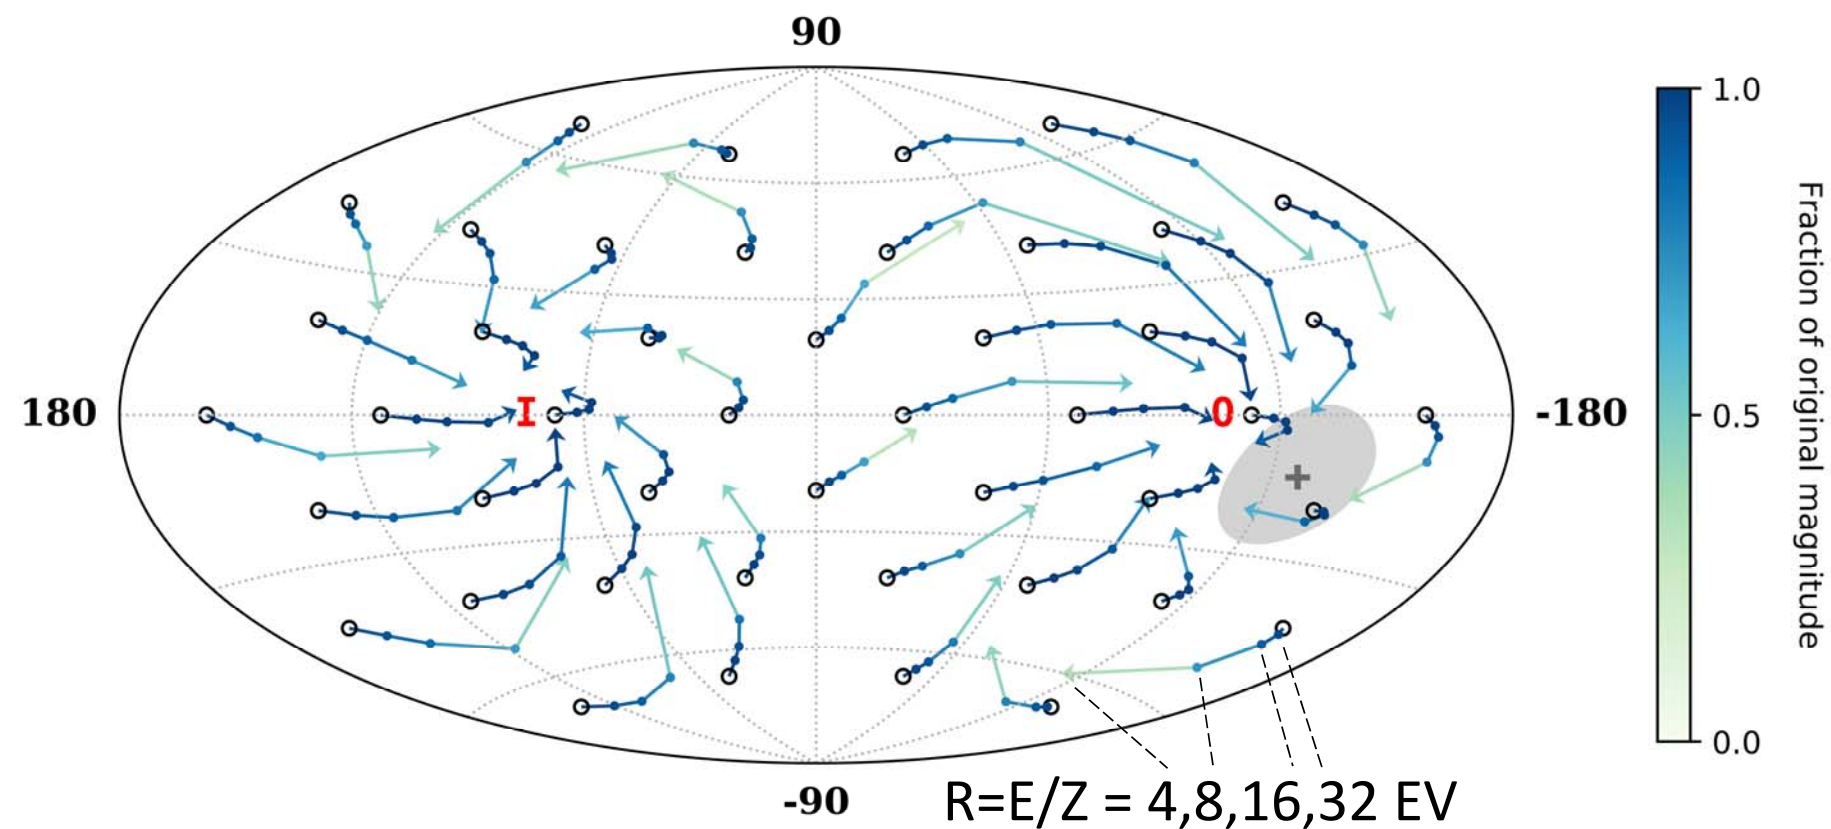 90
1.0
Fraction of original magnitude
180
I
O
-180
0.5
0.0
-90
R=E/Z = 4,8,16,32 EV